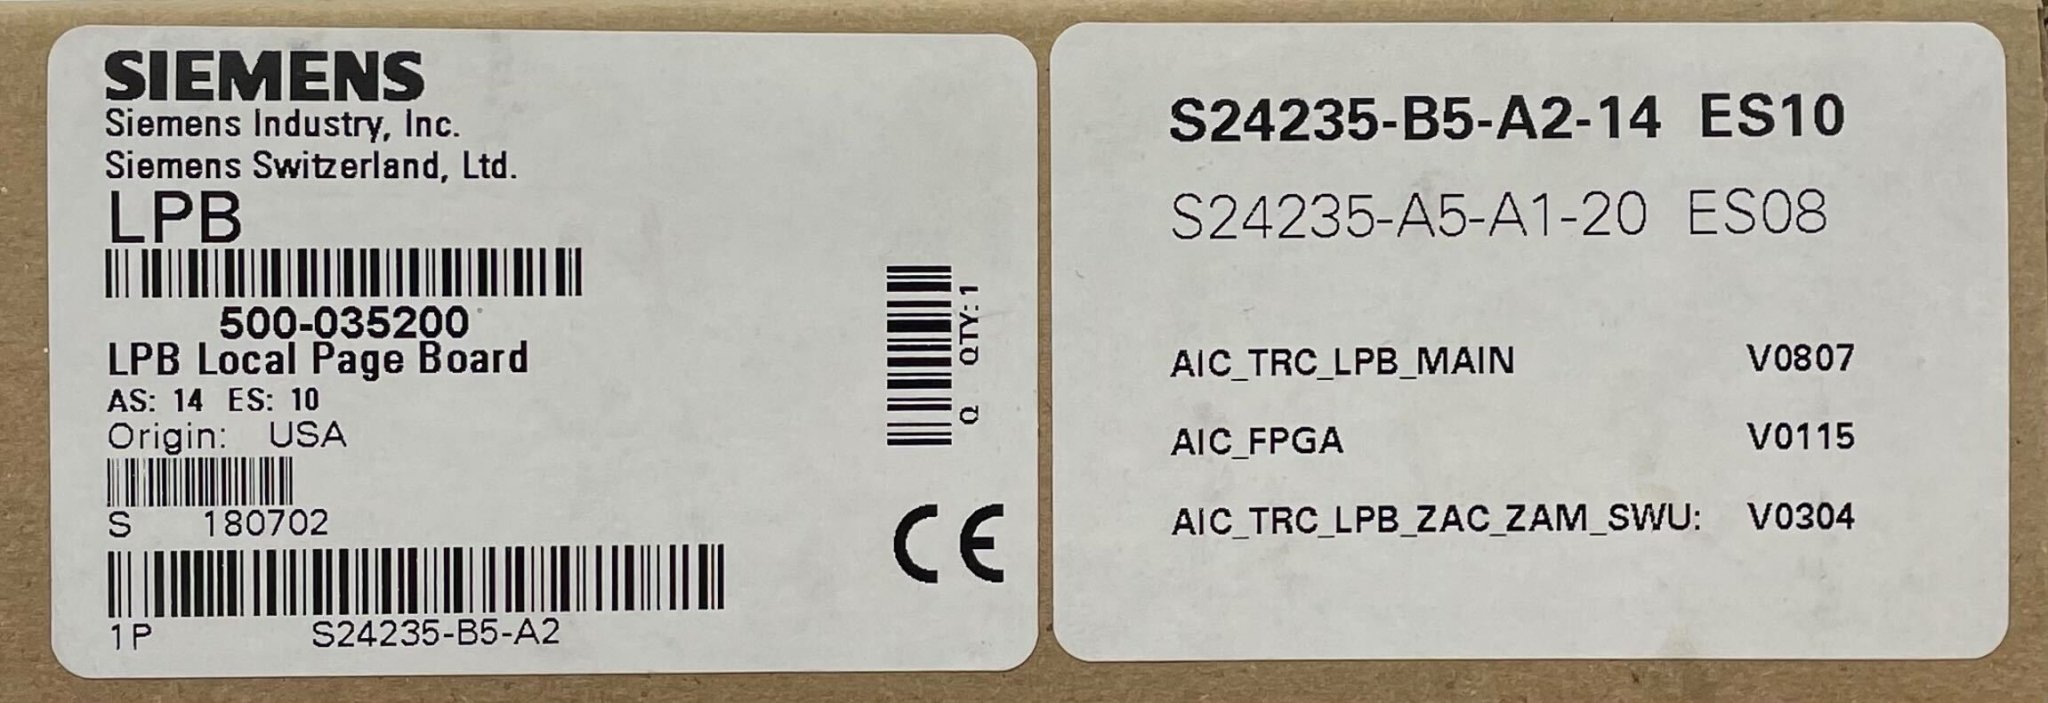 SIEMENS
Siemens Industry, Inc.
Siemens Switzerland, Ltd.
LPB
500-035200
LPB Local Page Board
AS: 14 ES: 10
Origin: USA
S 180702
1P S24235-B5-A2
Q QTY: 1
CE
S24235-B5-A2-14 ES10
S24235-A5-A1-20 ES08
AIC_TRC_LPB_MAIN V0807
AIC_FPGA V0115
AIC_TRC_LPB_ZAC_ZAM_SWU: V0304